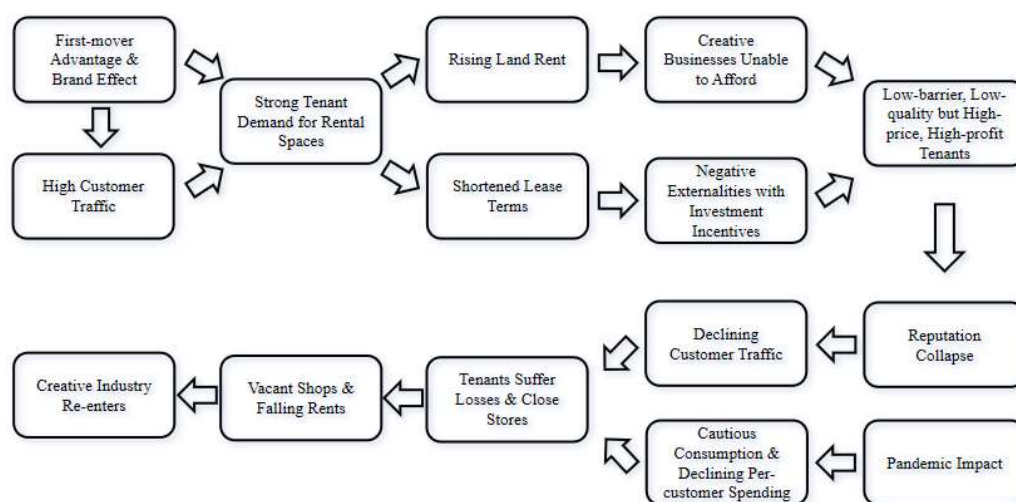 First-mover
Advantage &
Brand Effect
High Customer
Traffic
Strong Tenant
Demand for Rental
Spaces
Rising Land Rent
Shortened Lease
Terms
Creative
Businesses Unable
to Afford
Negative
Externalities with
Investment
Incentives
Low-barrier, Low-
quality but High-
price, High-profit
Tenants
Reputation
Collapse
Pandemic Impact
Declining
Customer Traffic
Cautious
Consumption &
Declining Per-
customer Spending
Tenants Suffer
Losses & Close
Stores
Vacant Shops &
Falling Rents
Creative Industry
Re-enters